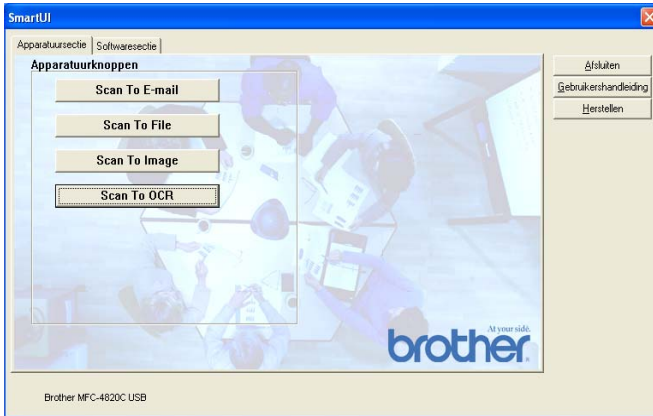 SmartUI
Apparatuursectie
Softwaresectie
Apparatuurknoppen
Scan To E-mail
Scan To File
Scan To Image
Scan To OCR
Afsluiten
Gebruikershandleiding
Herstellen
At your side.
brother
Brother MFC-4820C USB